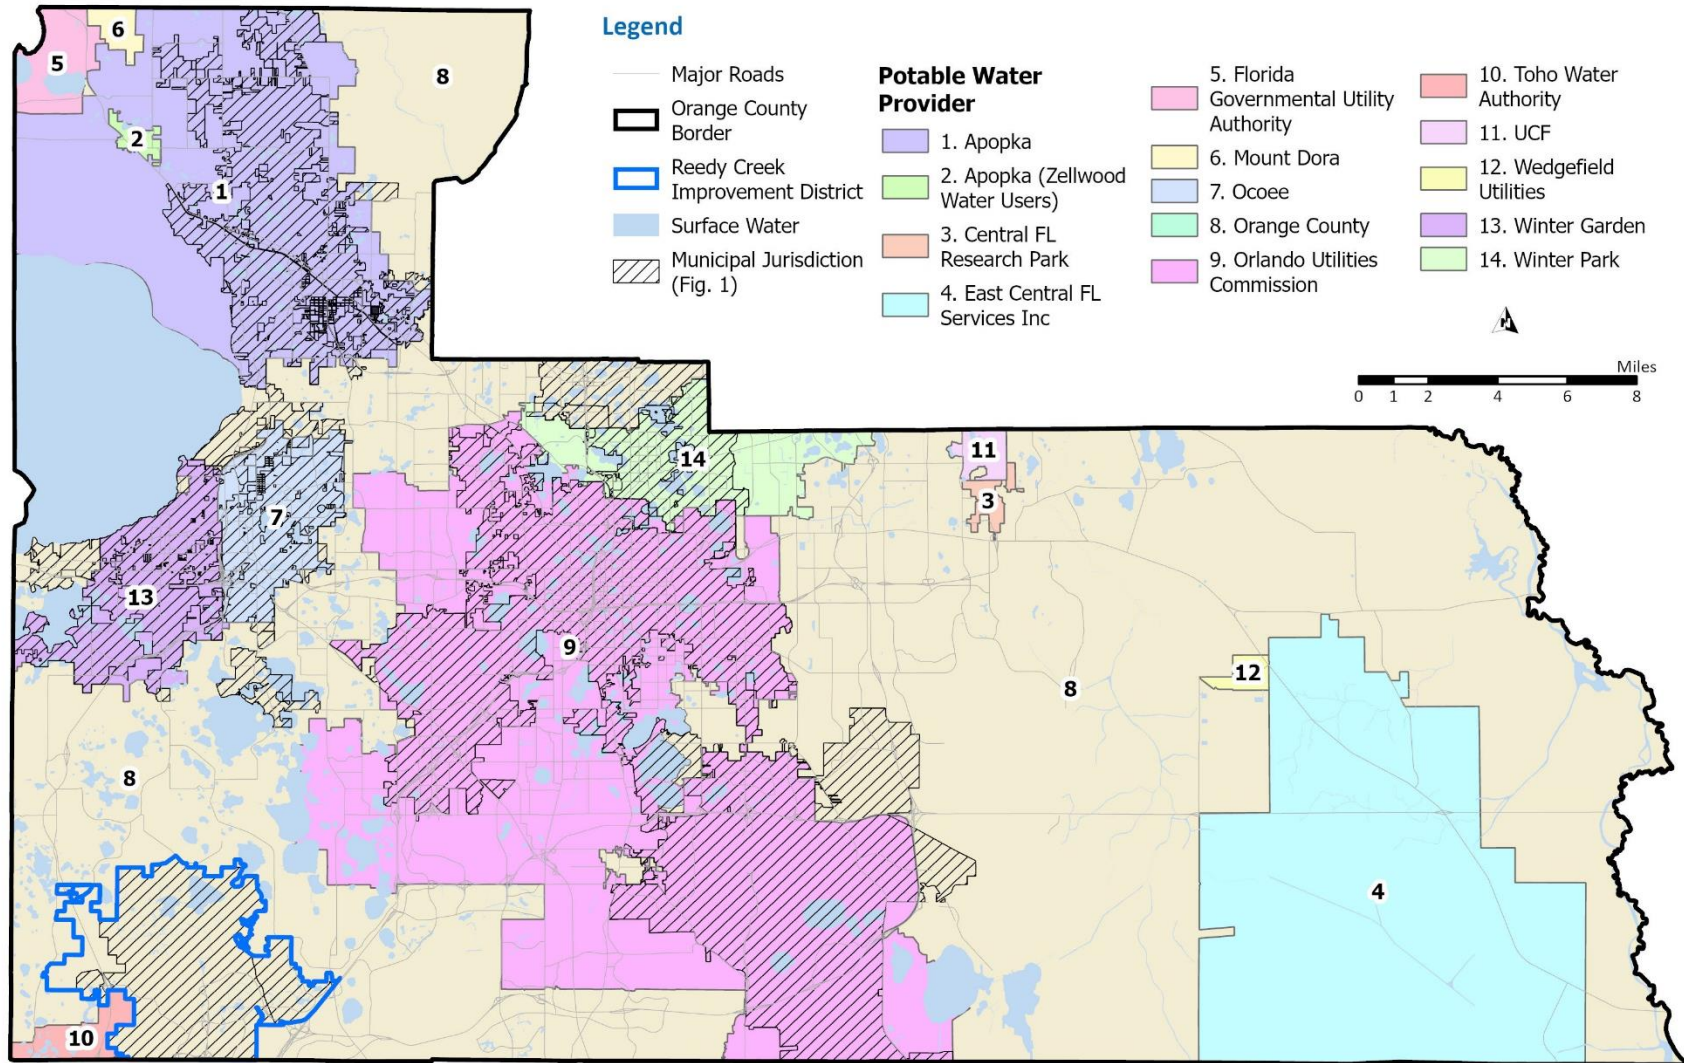 Legend
Major Roads
Orange County
Border
Reedy Creek
Improvement District
Surface Water
Municipal Jurisdiction
(Fig. 1)
Potable Water
Provider
1. Apopka
2. Apopka (Zellwood
Water Users)
3. Central FL
Research Park
4. East Central FL
Services Inc
5. Florida
Governmental Utility
Authority
6. Mount Dora
7. Ocoee
8. Orange County
9. Orlando Utilities
Commission
10. Toho Water
Authority
11. UCF
12. Wedgefield
Utilities
13. Winter Garden
14. Winter Park
N
Miles
0 1 2 4 6 8
6
5
8
2
1
14
11
3
7
13
9
12
8
8
4
10